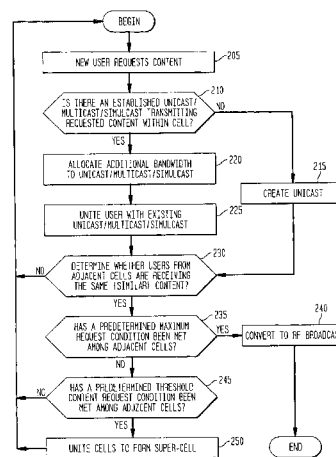 BEGIN
NEW USER REQUESTS CONTENT
205
210
IS THERE AN ESTABLISHED UNICAST/
MULTICAST/SIMULCAST TRANSMITTING
REQUESTED CONTENT WITHIN CELL?
NO
YES
ALLOCATE ADDITIONAL BANDWIDTH
TO UNICAST/MULTICAST/SIMULCAST
220
215
CREATE UNICAST
UNITE USER WITH EXISTING
UNICAST/MULTICAST/SIMULCAST
225
230
DETERMINE WHETHER USERS FROM
ADJACENT CELLS ARE RECEIVING
THE SAME (SIMILAR) CONTENT?
NO
YES
235
HAS A PREDETERMINED MAXIMUM
REQUEST CONDITION BEEN MET
AMONG ADJACENT CELLS?
YES
240
CONVERT TO RF BROADCAST
NO
245
HAS A PREDETERMINED THRESHOLD
CONTENT REQUEST CONDITION BEEN
MET AMONG ADJACENT CELLS?
NO
YES
250
UNITE CELLS TO FORM SUPER-CELL
END